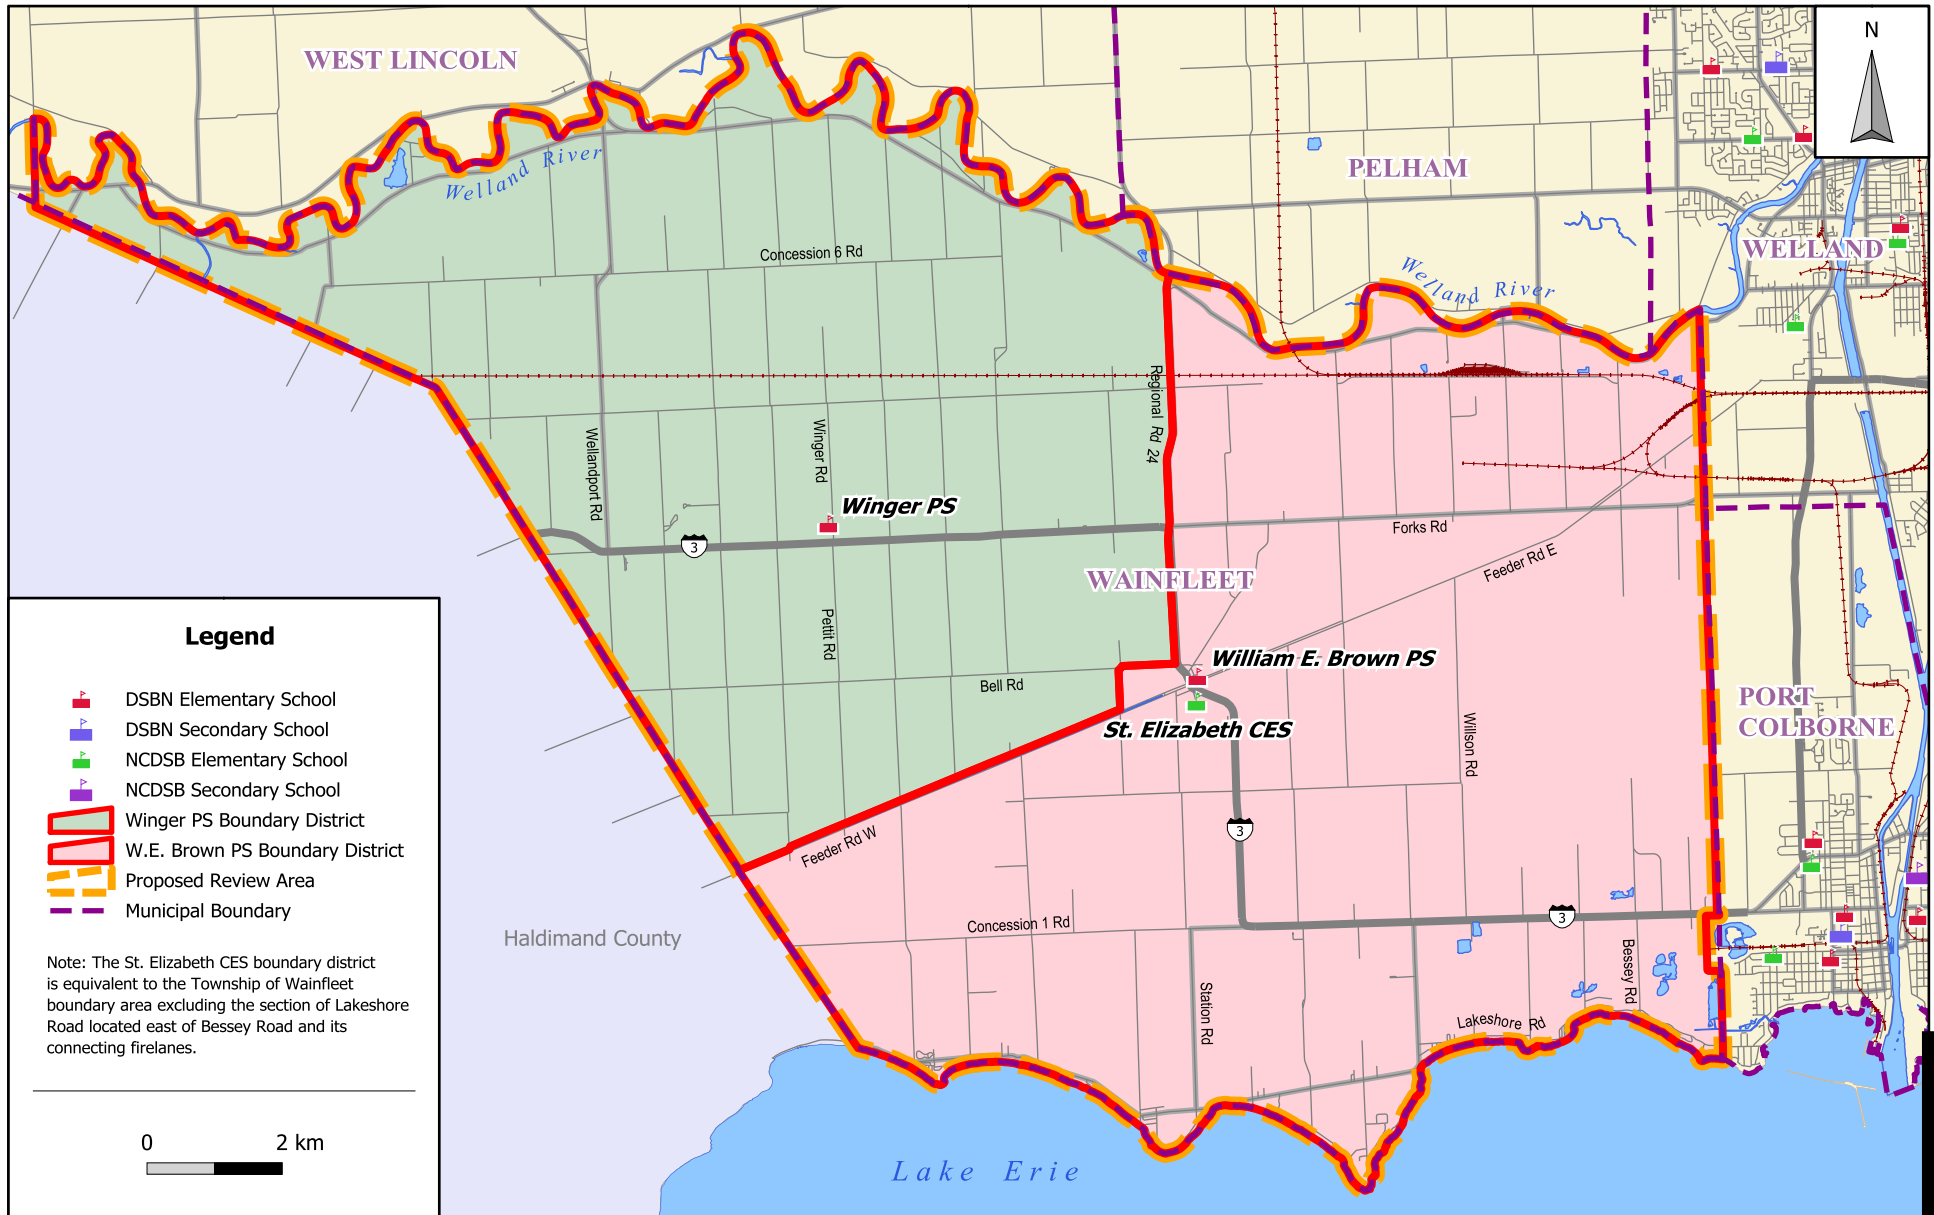 WEST LINCOLN
N
PELHAM
Welland River
WELLAND
Concession 6 Rd
Welland River
Regional Rd 24
Wellandport Rd
Winger Rd
Winger PS
3
Forks Rd
Feeder Rd E
WAINFLEET
Pettit Rd
William E. Brown PS
Bell Rd
St. Elizabeth CES
Willson Rd
PORT
COLBORNE
3
Feeder Rd W
Haldimand County
Concession 1 Rd
3
Bessey Rd
Station Rd
Lakeshore Rd
Lake Erie
Legend
DSBN Elementary School
DSBN Secondary School
NCDSB Elementary School
NCDSB Secondary School
Winger PS Boundary District
W.E. Brown PS Boundary District
Proposed Review Area
Municipal Boundary
Note: The St. Elizabeth CES boundary district
is equivalent to the Township of Wainfleet
boundary area excluding the section of Lakeshore
Road located east of Bessey Road and its
connecting firelanes.
0 2 km